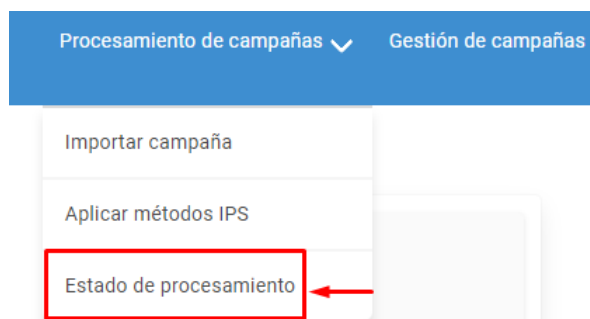 Procesamiento de campañas Gestión de campañas
Importar campaña
Aplicar métodos IPS
Estado de procesamiento